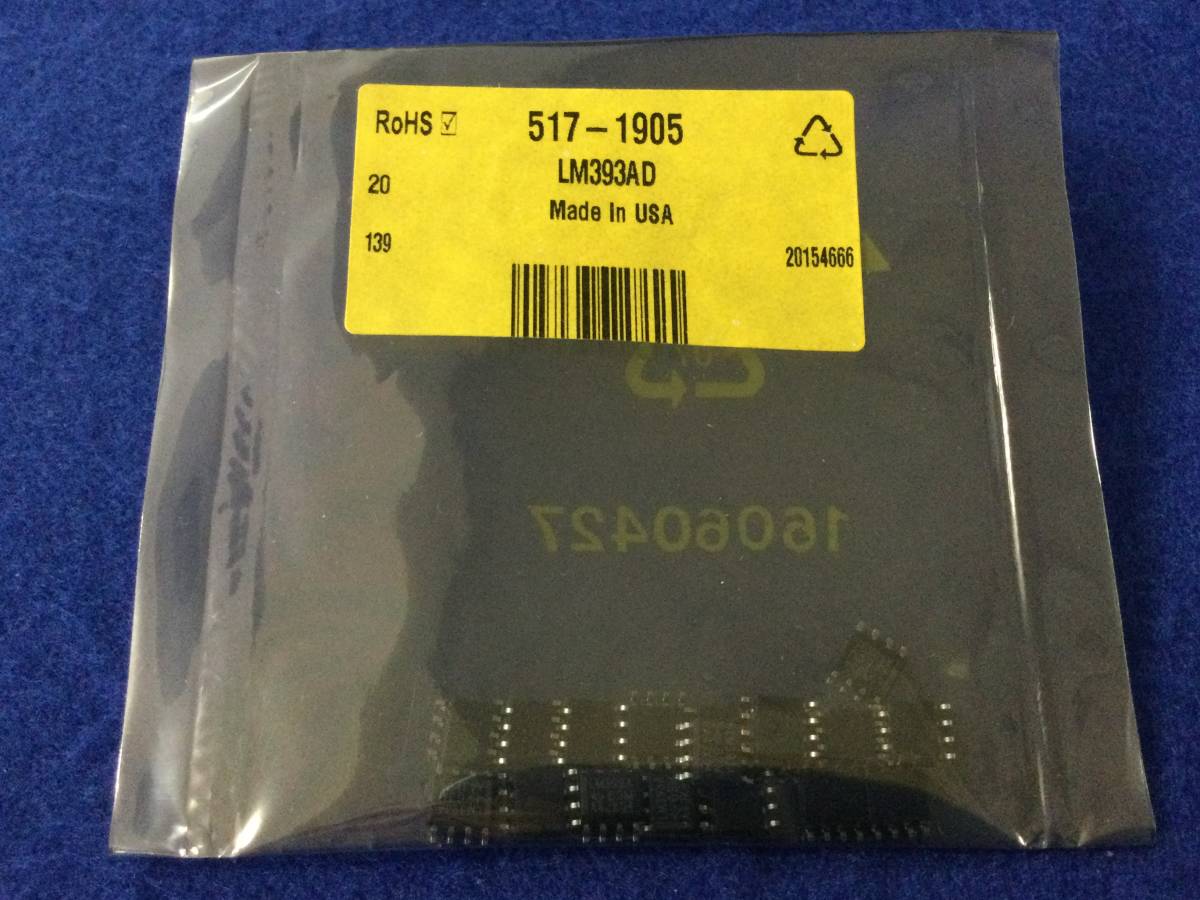 RoHS ☑ 517-1905
LM393AD
20
Made In USA
139
20154666
16060427